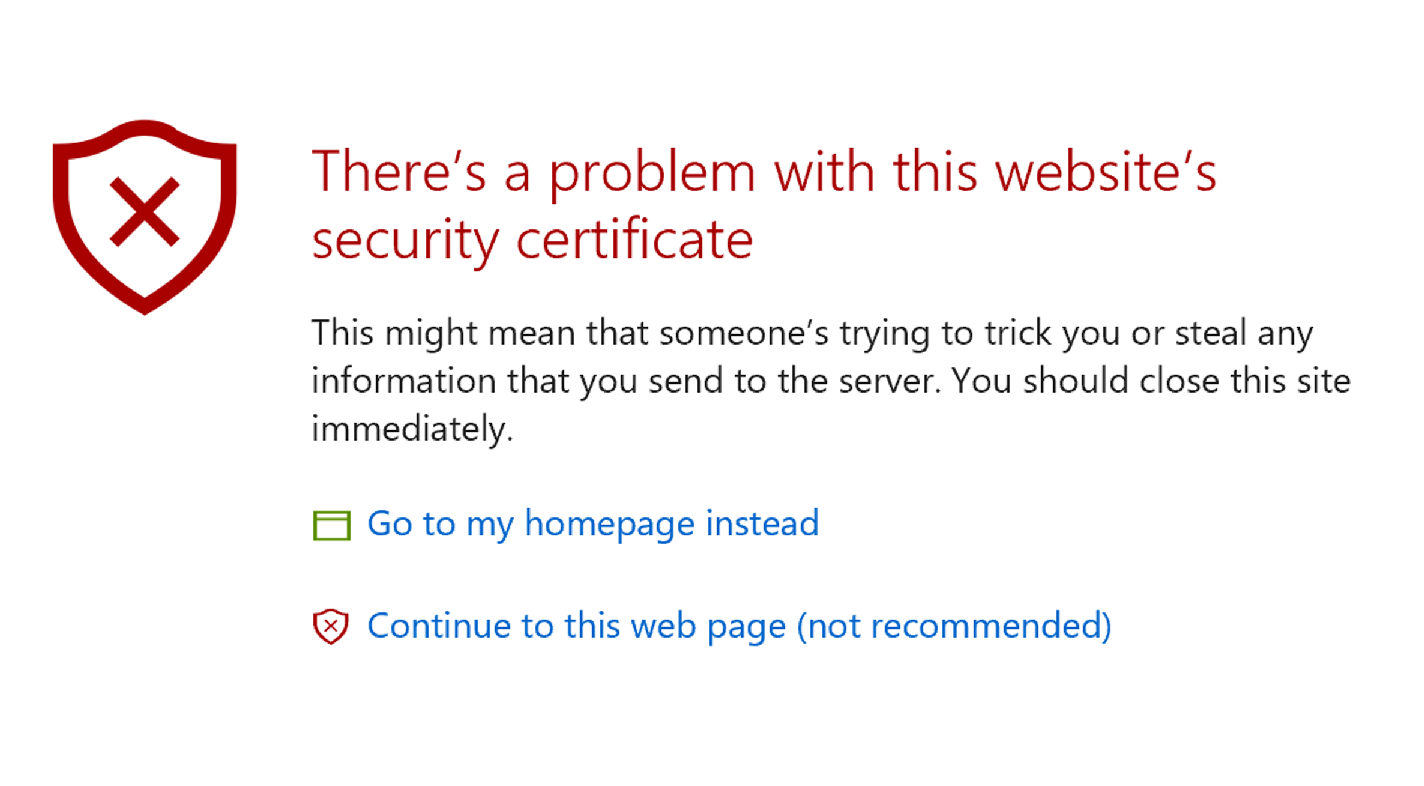 There’s a problem with this website’s
security certificate
This might mean that someone’s trying to trick you or steal any
information that you send to the server. You should close this site
immediately.
Go to my homepage instead
Continue to this web page (not recommended)